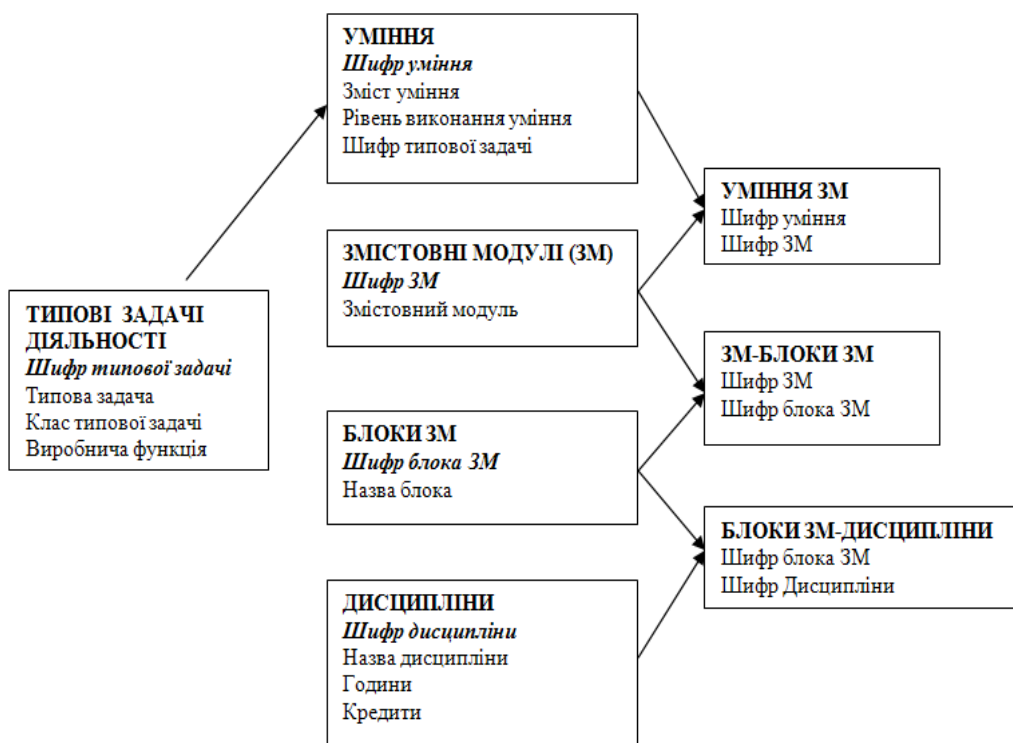 УМІННЯ
Шифр уміння
Зміст уміння
Рівень виконання уміння
Шифр типової задачі
УМІННЯ ЗМ
Шифр уміння
Шифр ЗМ
ЗМІСТОВНІ МОДУЛІ (ЗМ)
Шифр ЗМ
Змістовний модуль
ТИПОВІ ЗАДАЧІ
ДІЯЛЬНОСТІ
Шифр типової задачі
Типова задача
Клас типової задачі
Виробнича функція
ЗМ-БЛОКИ ЗМ
Шифр ЗМ
Шифр блока ЗМ
БЛОКИ ЗМ
Шифр блока ЗМ
Назва блока
БЛОКИ ЗМ-ДИСЦИПЛІНИ
Шифр блока ЗМ
Шифр Дисципліни
ДИСЦИПЛІНИ
Шифр дисципліни
Назва дисципліни
Години
Кредити